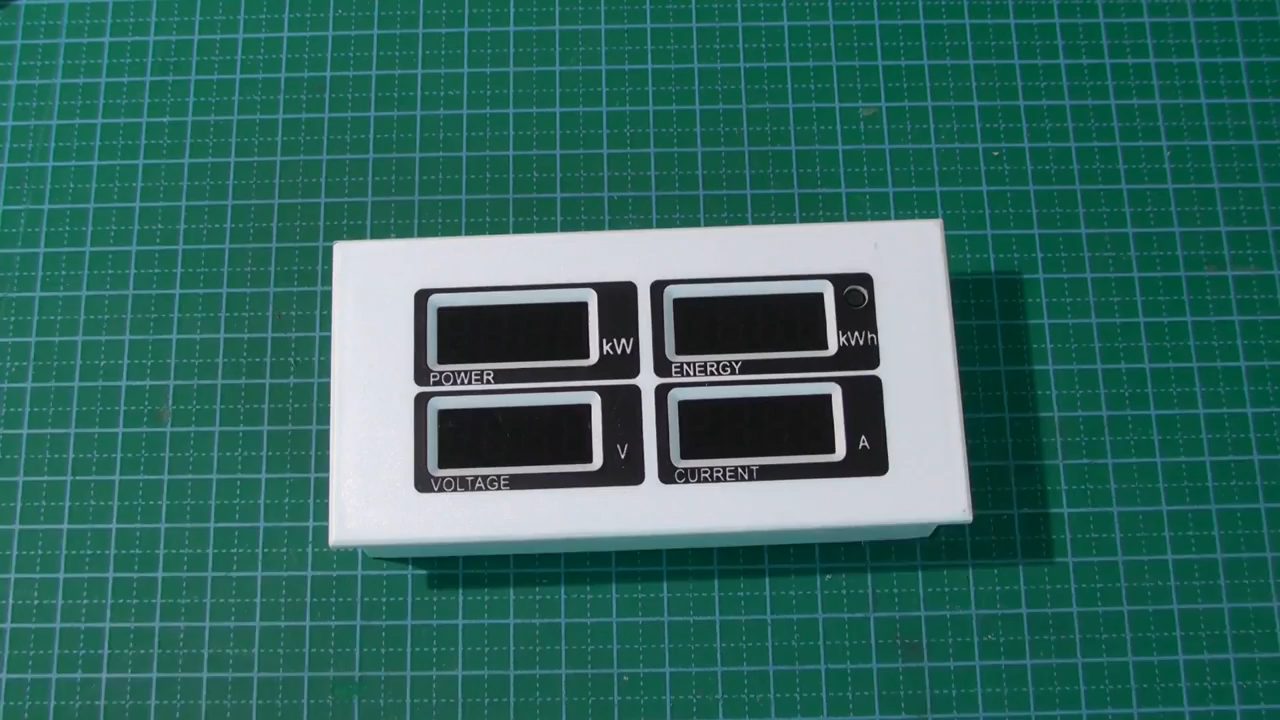 kW
POWER
kWh
ENERGY
V
VOLTAGE
A
CURRENT